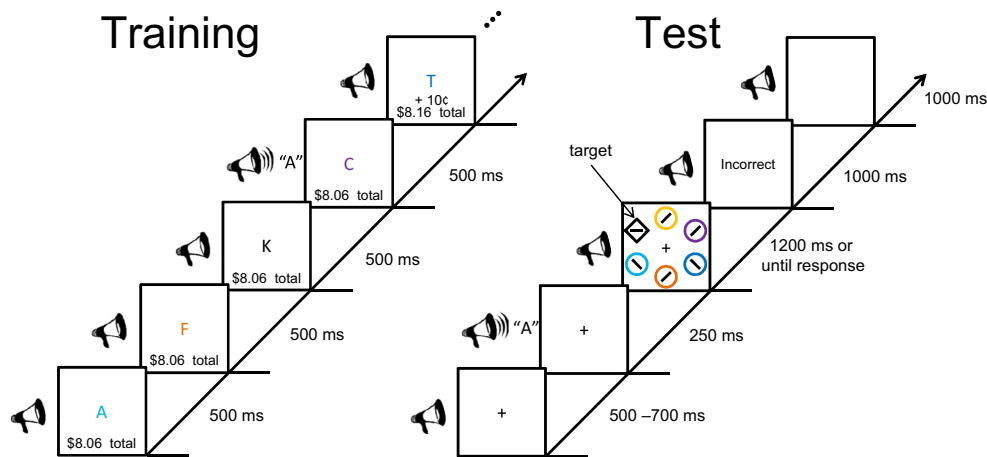 Training
A
$8.06 total
500 ms
F
$8.06 total
500 ms
K
$8.06 total
500 ms
“A”
C
$8.06 total
500 ms
T
+ 10¢
$8.16 total
Test
+
500 –700 ms
“A”
+
250 ms
target
+
1200 ms or
until response
Incorrect
1000 ms
1000 ms